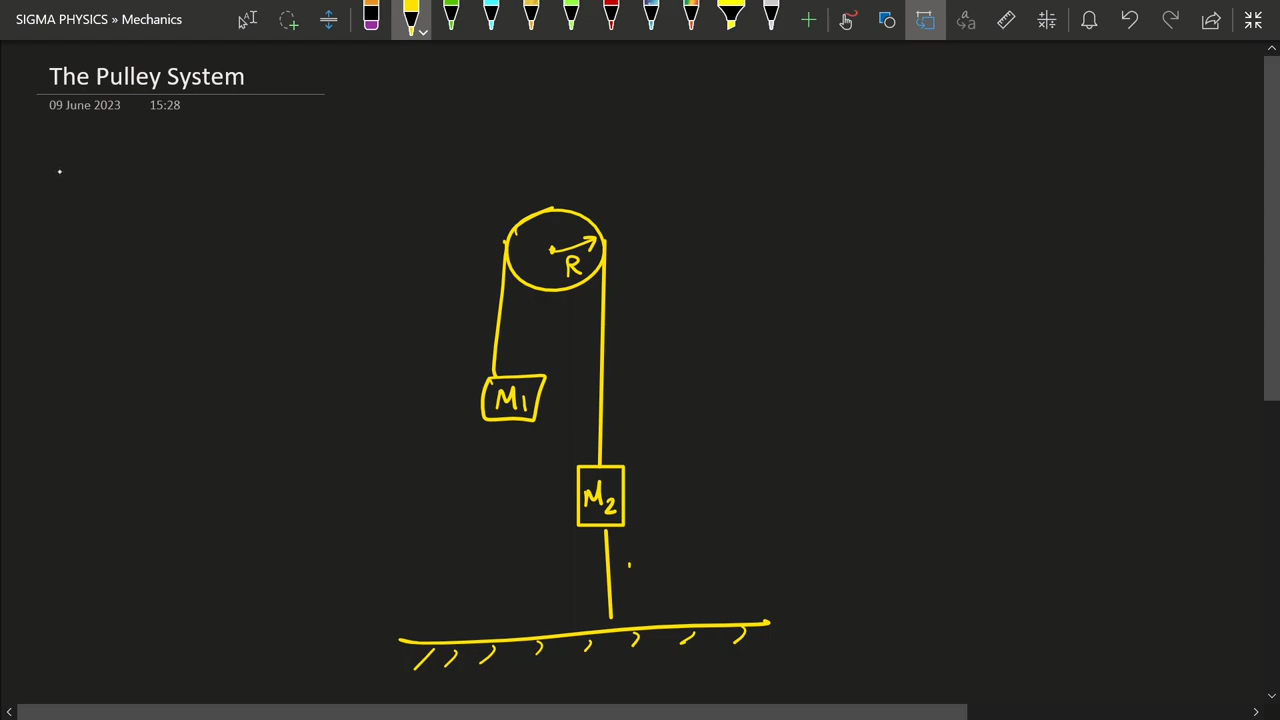 SIGMA PHYSICS » Mechanics
The Pulley System
09 June 2023 15:28
R
M1
M2